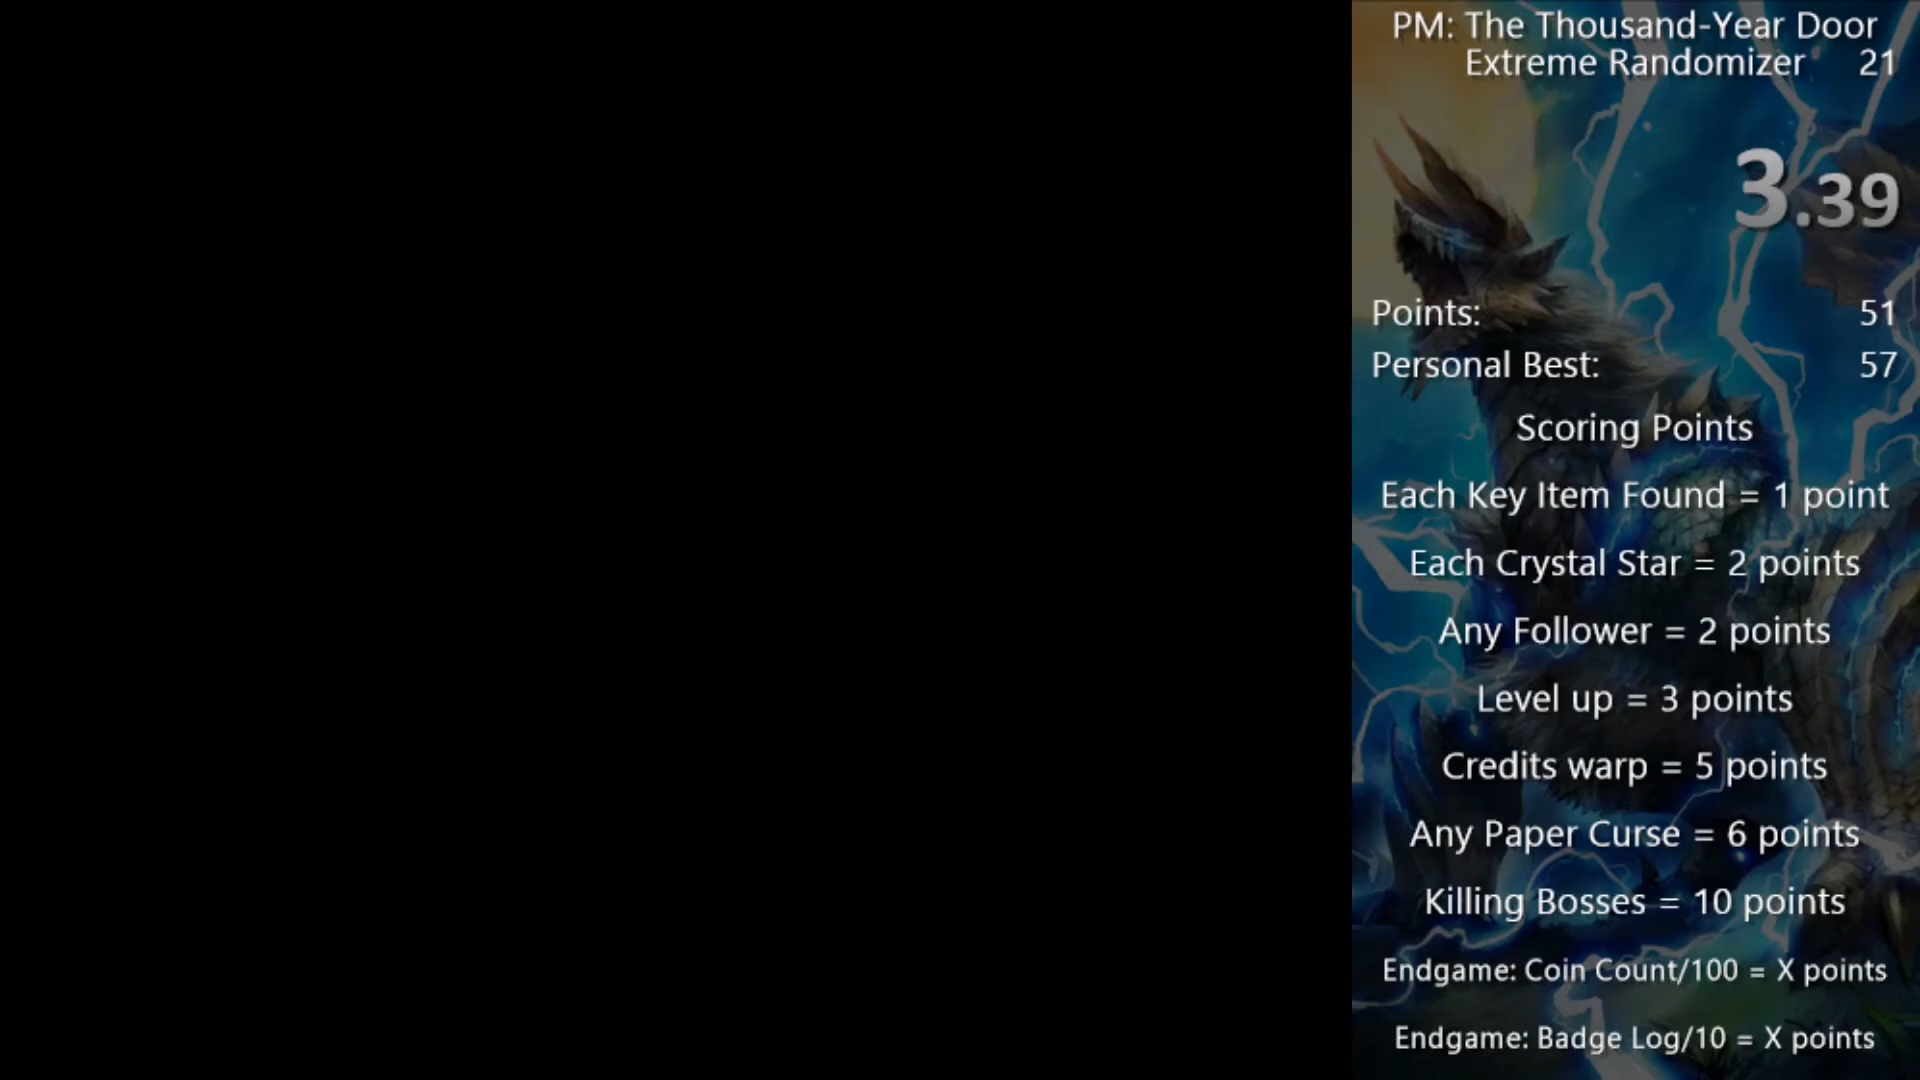 PM: The Thousand-Year Door
Extreme Randomizer 21
3.39
Points: 51
Personal Best: 57
Scoring Points
Each Key Item Found = 1 point
Each Crystal Star = 2 points
Any Follower = 2 points
Level up = 3 points
Credits warp = 5 points
Any Paper Curse = 6 points
Killing Bosses = 10 points
Endgame: Coin Count/100 = X points
Endgame: Badge Log/10 = X points